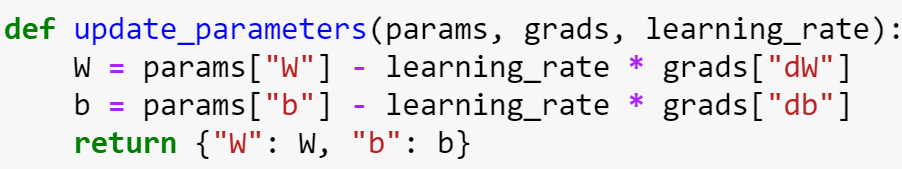 def update_parameters(params, grads, learning_rate):
    W = params["W"] - learning_rate * grads["dW"]
    b = params["b"] - learning_rate * grads["db"]
    return {"W": W, "b": b}